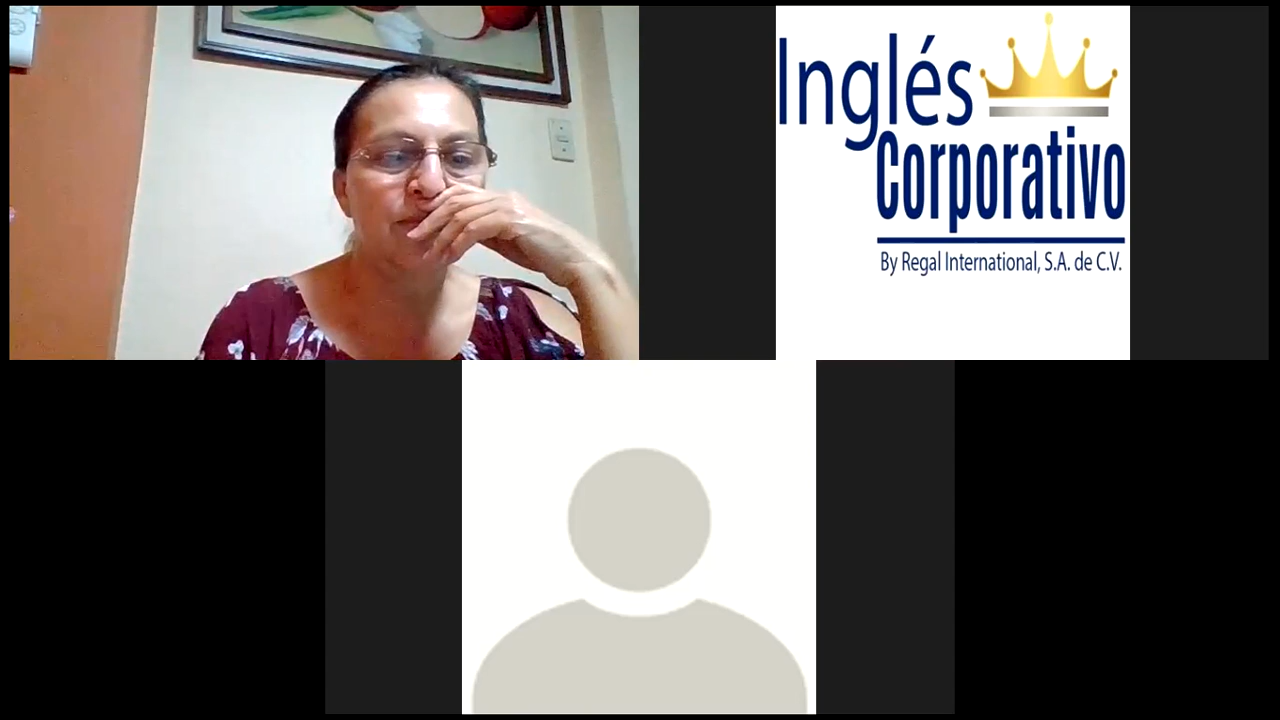 Inglés
Corporativo
By Regal International, S.A. de C.V.